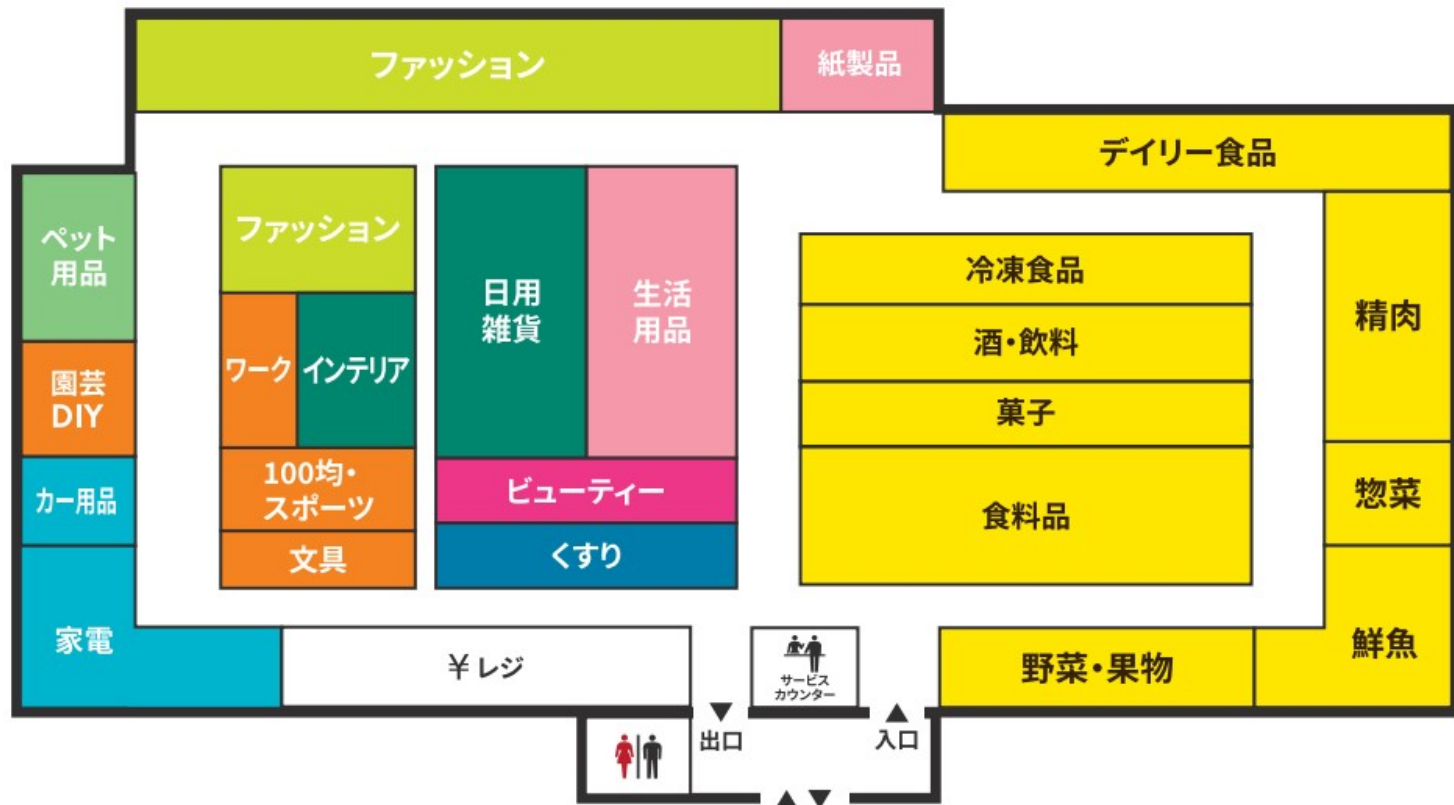 ファッション
紙製品
デイリー食品
ペット
用品
ファッション
日用
雑貨
生活
用品
冷凍食品
精肉
酒・飲料
ワーク
インテリア
園芸
DIY
菓子
100均・
スポーツ
カー用品
ビューティー
食料品
惣菜
文具
くすり
家電
¥レジ
サービス
カウンター
野菜・果物
鮮魚
出口
入口